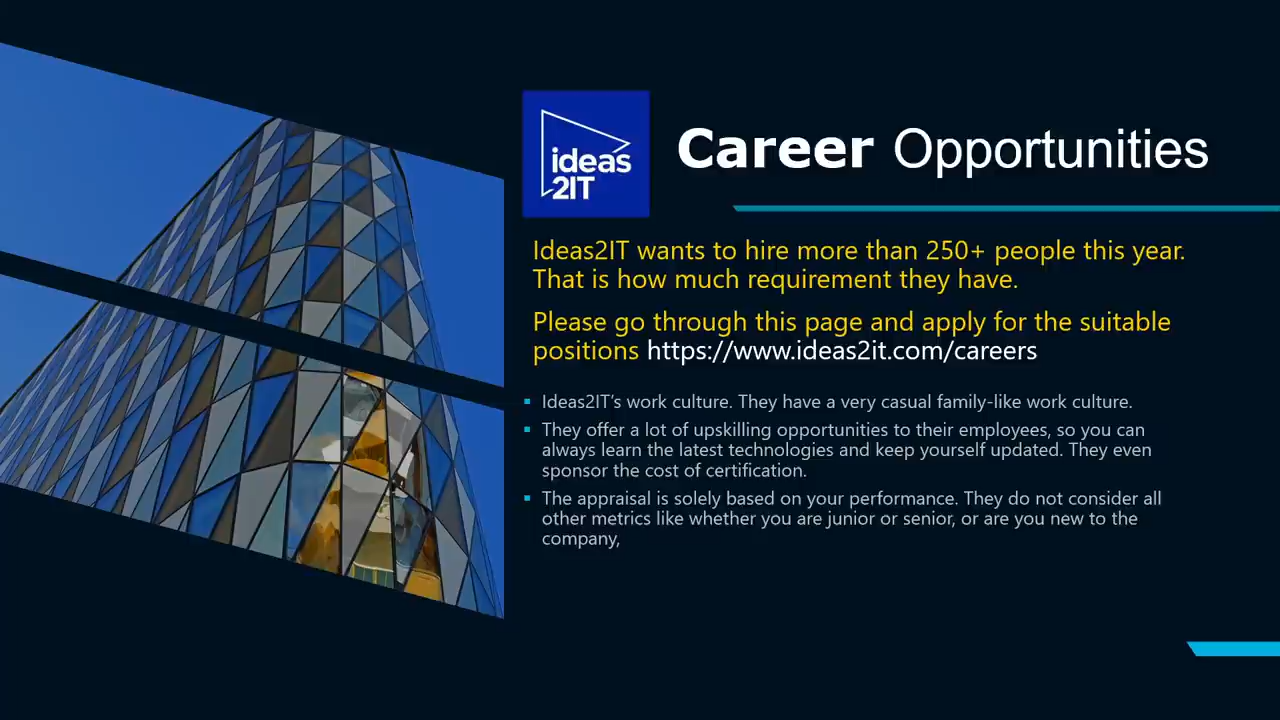 ideas
2IT
Career Opportunities
Ideas2IT wants to hire more than 250+ people this year.
That is how much requirement they have.
Please go through this page and apply for the suitable
positions https://www.ideas2it.com/careers
▪ Ideas2IT's work culture. They have a very casual family-like work culture.
▪ They offer a lot of upskilling opportunities to their employees, so you can
always learn the latest technologies and keep yourself updated. They even
sponsor the cost of certification.
▪ The appraisal is solely based on your performance. They do not consider all
other metrics like whether you are junior or senior, or are you new to the
company,